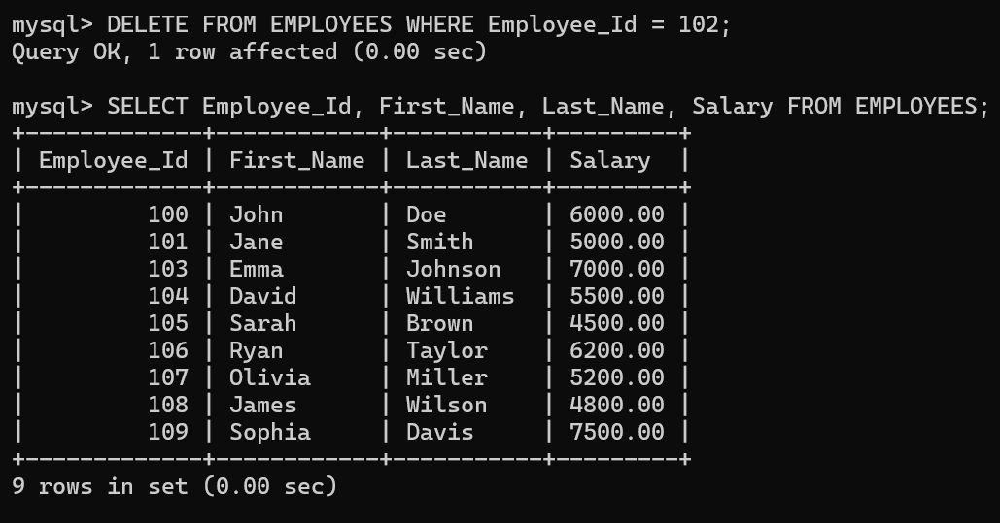 mysql> DELETE FROM EMPLOYEES WHERE Employee_Id = 102;
Query OK, 1 row affected (0.00 sec)

mysql> SELECT Employee_Id, First_Name, Last_Name, Salary FROM EMPLOYEES;
+-------------+------------+-----------+---------+
| Employee_Id | First_Name | Last_Name | Salary  |
+-------------+------------+-----------+---------+
|         100 | John       | Doe       | 6000.00 |
|         101 | Jane       | Smith     | 5000.00 |
|         103 | Emma       | Johnson   | 7000.00 |
|         104 | David      | Williams  | 5500.00 |
|         105 | Sarah      | Brown     | 4500.00 |
|         106 | Ryan       | Taylor    | 6200.00 |
|         107 | Olivia     | Miller    | 5200.00 |
|         108 | James      | Wilson    | 4800.00 |
|         109 | Sophia     | Davis     | 7500.00 |
+-------------+------------+-----------+---------+
9 rows in set (0.00 sec)